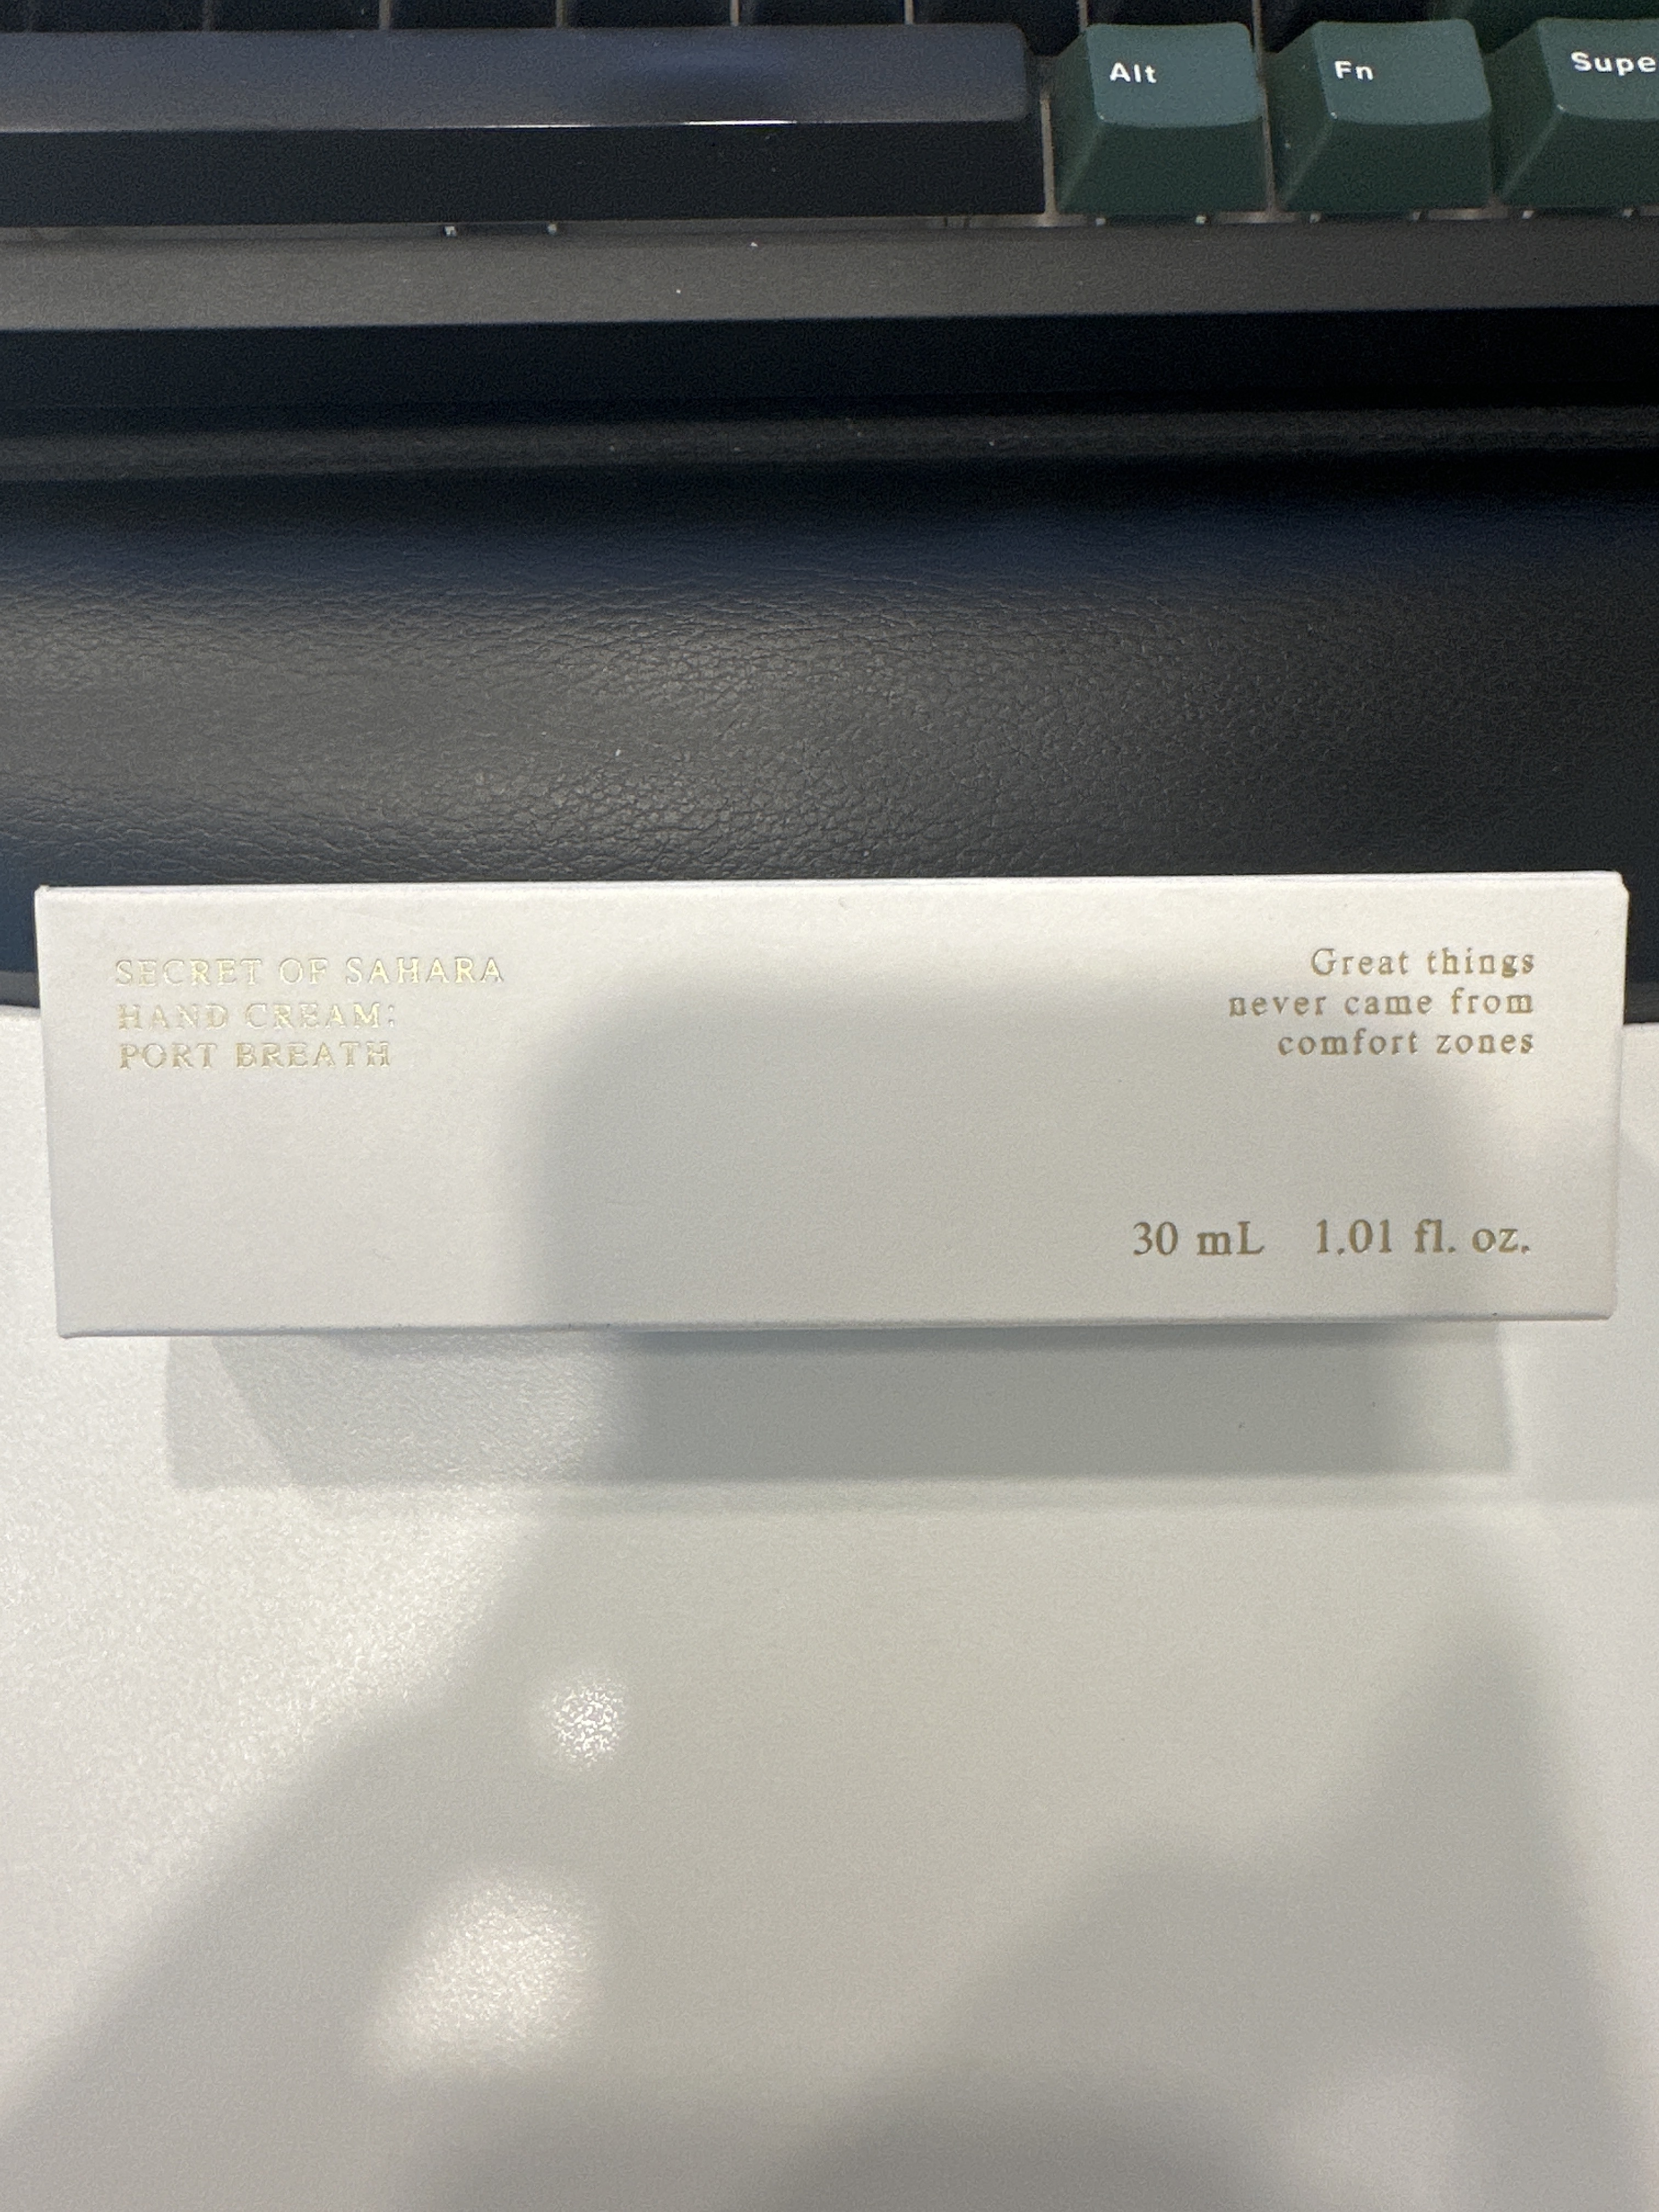 Alt
Fn
Supe
SECRET OF SAHARA
HAND CREAM:
PORT BREATH
Great things
never came from
comfort zones
30 mL 1.01 fl. oz.